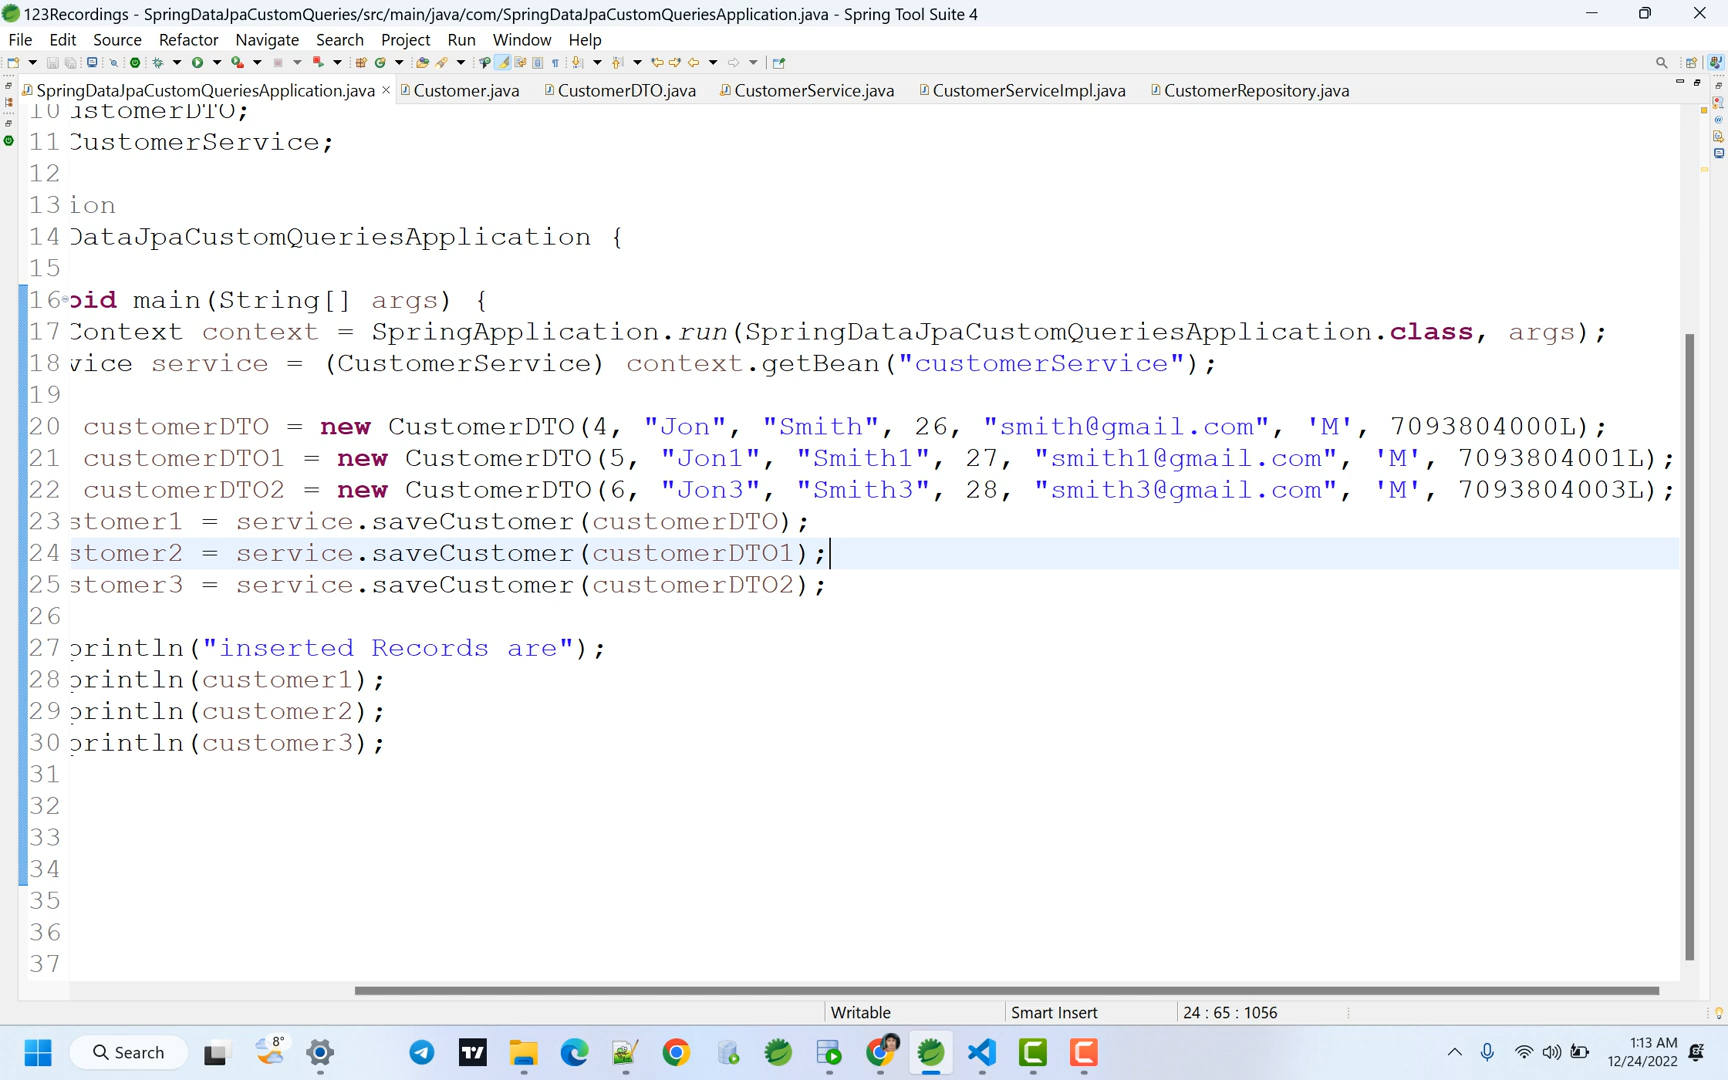 123Recordings - SpringDataJpaCustomQueries/src/main/java/com/SpringDataJpaCustomQueriesApplication.java - Spring Tool Suite 4
File Edit Source Refactor Navigate Search Project Run Window Help
SpringDataJpaCustomQueriesApplication.java Customer.java CustomerDTO.java CustomerService.java CustomerServiceImpl.java CustomerRepository.java
10 ustomerDTO;
11 CustomerService;
12
13 ion
14 DataJpaCustomQueriesApplication {
15
16 oid main(String[] args) {
17 Context context = SpringApplication.run(SpringDataJpaCustomQueriesApplication.class, args);
18 vice service = (CustomerService) context.getBean("customerService");
19
20 customerDTO = new CustomerDTO(4, "Jon", "Smith", 26, "smith@gmail.com", 'M', 7093804000L);
21 customerDTO1 = new CustomerDTO(5, "Jon1", "Smith1", 27, "smith1@gmail.com", 'M', 7093804001L);
22 customerDTO2 = new CustomerDTO(6, "Jon3", "Smith3", 28, "smith3@gmail.com", 'M', 7093804003L);
23 stomer1 = service.saveCustomer(customerDTO);
24 stomer2 = service.saveCustomer(customerDTO1);
25 stomer3 = service.saveCustomer(customerDTO2);
26
27 println("inserted Records are");
28 println(customer1);
29 println(customer2);
30 println(customer3);
31
32
33
34
35
36
37
Writable Smart Insert 24 : 65 : 1056
Search 8° 1:13 AM
12/24/2022